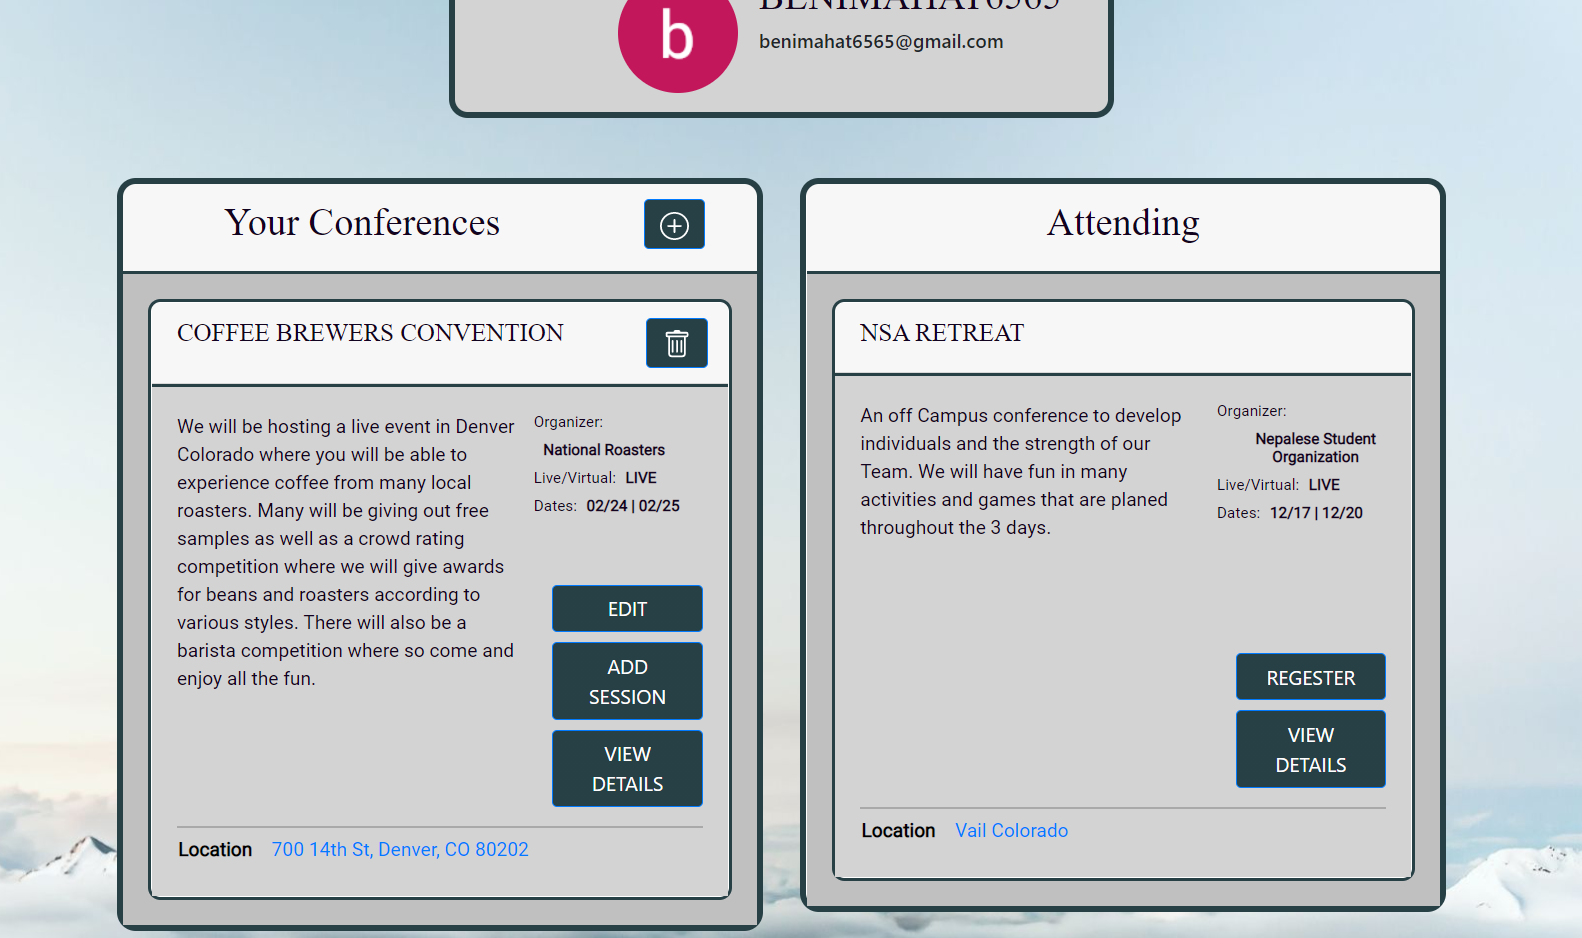 BENIMAHAT6565
b
benimahat6565@gmail.com
Your Conferences
COFFEE BREWERS CONVENTION
We will be hosting a live event in Denver
Colorado where you will be able to
experience coffee from many local
roasters. Many will be giving out free
samples as well as a crowd rating
competition where we will give awards
for beans and roasters according to
various styles. There will also be a
barista competition where so come and
enjoy all the fun.
Organizer:
National Roasters
Live/Virtual: LIVE
Dates: 02/24 | 02/25
EDIT
ADD
SESSION
VIEW
DETAILS
Location 700 14th St, Denver, CO 80202
Attending
NSA RETREAT
An off Campus conference to develop
individuals and the strength of our
Team. We will have fun in many
activities and games that are planed
throughout the 3 days.
Organizer:
Nepalese Student
Organization
Live/Virtual: LIVE
Dates: 12/17 | 12/20
REGESTER
VIEW
DETAILS
Location Vail Colorado